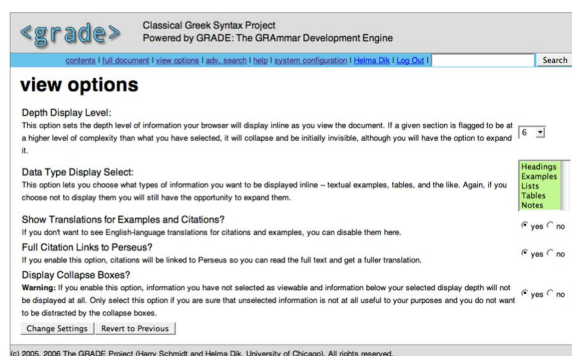 <grade>
Classical Greek Syntax Project
Powered by GRADE: The GRAmmar Development Engine
contents | full document | view options | adv. search | help | system configuration | Helma Dik | Log Out |
Search
view options
Depth Display Level:
This option sets the depth level of information your browser will display inline as you view the document. If a given section is flagged to be at
a higher level of complexity than what you have selected, it will collapse and be initially invisible, although you will have the option to expand
it.
6
Data Type Display Select:
This option lets you choose what types of information you want to be displayed inline -- textual examples, tables, and the like. Again, if you
choose not to display them you will still have the opportunity to expand them.
Headings
Examples
Lists
Tables
Notes
Show Translations for Examples and Citations?
If you don't want to see English-language translations for citations and examples, you can disable them here.
yes no
Full Citation Links to Perseus?
If you enable this option, citations will be linked to Perseus so you can read the full text and get a fuller translation.
yes no
Display Collapse Boxes?
Warning: If you enable this option, information you have not selected as viewable and information below your selected display depth will not
be displayed at all. Only select this option if you are sure that unselected information is not at all useful to your purposes and you do not want
to be distracted by the collapse boxes.
yes no
Change Settings Revert to Previous
(c) 2005, 2006 The GRADE Project (Harry Schmidt and Helma Dik, University of Chicago). All rights reserved.